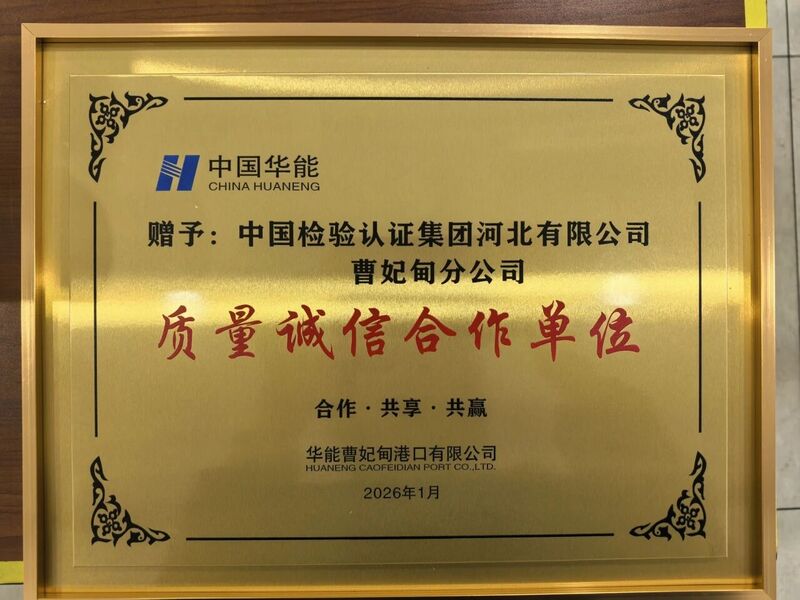 中国华能
CHINA HUANENG
赠予：中国检验认证集团河北有限公司
曹妃甸分公司
质量诚信合作单位
合作·共享·共赢
华能曹妃甸港口有限公司
HUANENG CAOFEIDIAN PORT CO.,LTD.
2026年1月